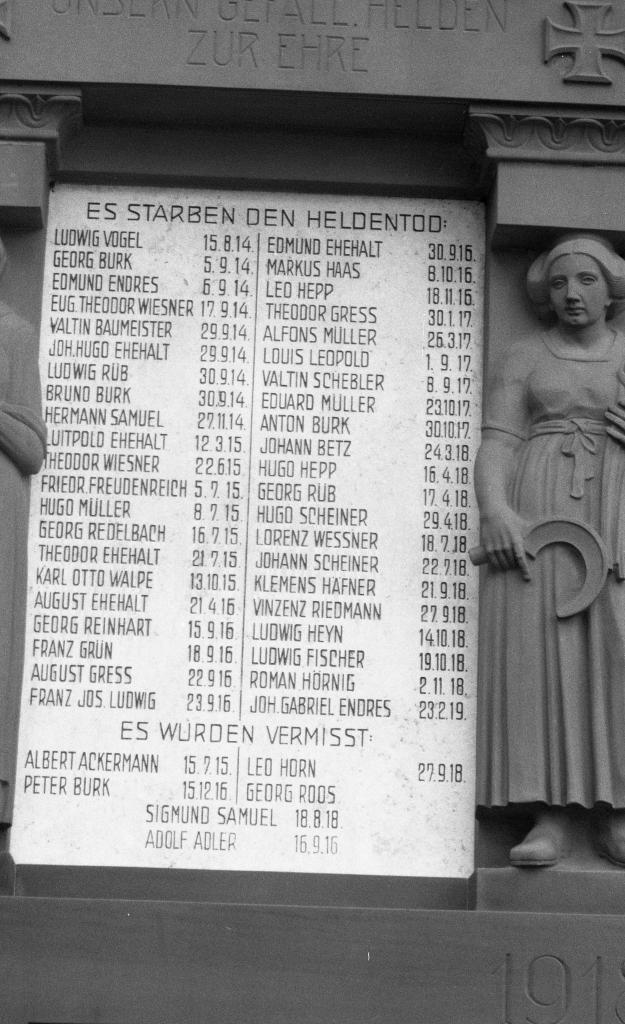 UNSERN GEFALL. HELDEN
ZUR EHRE
ES STARBEN DEN HELDENTOD:
LUDWIG VOGEL 15.8.14.
GEORG BURK 5.9.14.
EDMUND ENDRES 6.9.14.
EUG. THEODOR WIESNER 17.9.14.
VALTIN BAUMEISTER 29.9.14.
JOH. HUGO EHEHALT 29.9.14.
LUDWIG RÜB 30.9.14.
BRUNO BURK 30.9.14.
HERMANN SAMUEL 27.11.14.
LUITPOLD EHEHALT 12.3.15.
THEODOR WIESNER 22.6.15.
FRIEDR. FREUDENREICH 5.7.15.
HUGO MÜLLER 8.7.15.
GEORG REDELBACH 16.7.15.
THEODOR EHEHALT 21.7.15.
KARL OTTO WALPE 13.10.15.
AUGUST EHEHALT 21.4.16.
GEORG REINHART 15.9.16.
FRANZ GRÜN 18.9.16.
AUGUST GRESS 22.9.16.
FRANZ JOS. LUDWIG 23.9.16.
EDMUND EHEHALT 30.9.16.
MARKUS HAAS 8.10.16.
LEO HEPP 18.11.16.
THEODOR GRESS 30.1.17.
ALFONS MÜLLER 26.3.17.
LOUIS LEOPOLD 1.9.17.
VALTIN SCHEBLER 8.9.17.
EDUARD MÜLLER 23.10.17.
ANTON BURK 30.10.17.
JOHANN BETZ 24.3.18.
HUGO HEPP 16.4.18.
GEORG RÜB 17.4.18.
HUGO SCHEINER 29.4.18.
LORENZ WESSNER 18.7.18.
JOHANN SCHEINER 22.7.18.
KLEMENS HAFNER 21.9.18.
VINZENZ RIEDMANN 27.9.18.
LUDWIG HEYN 14.10.18.
LUDWIG FISCHER 19.10.18.
ROMAN HÖRNIG 2.11.18.
JOH. GABRIEL ENDRES 23.2.19.
ES WURDEN VERMISST:
ALBERT ACKERMANN 15.7.15.
PETER BURK 15.12.16.
LEO HORN 27.9.18.
GEORG ROOS
SIGMUND SAMUEL 18.8.18.
ADOLF ADLER 16.9.16
1918